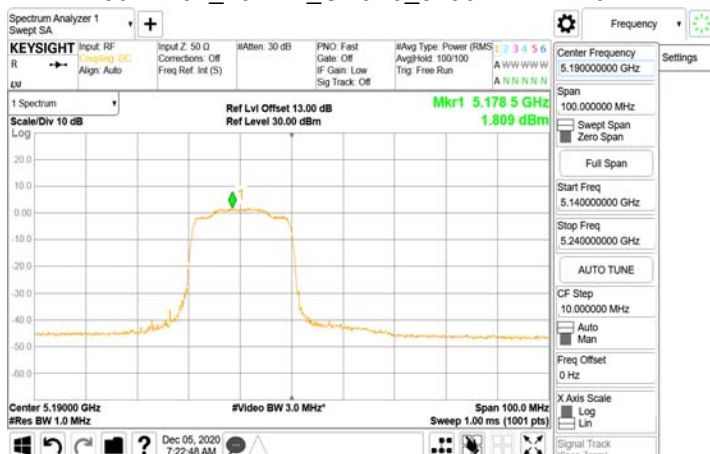 Spectrum Analyzer 1
Swept SA
+
Frequency
KEYSIGHT
R
Input: RF
Coupling: DC
Align: Auto
Input Z: 50 Ω
Corrections: Off
Freq Ref: Int (S)
#Atten: 30 dB
PNO: Fast
Gate: Off
IF Gain: Low
Sig Track: Off
#Avg Type: Power (RMS
Avg|Hold: 100/100
Trig: Free Run
1 2 3 4 5 6
A W W W W W
A N N N N N
1 Spectrum
Scale/Div 10 dB
Log
Ref Lvl Offset 13.00 dB
Ref Level 30.00 dBm
Mkr1 5.178 5 GHz
1.809 dBm
20.0
10.0
0.00
-10.0
-20.0
-30.0
-40.0
-50.0
-60.0
1
Center 5.19000 GHz
#Res BW 1.0 MHz
#Video BW 3.0 MHz*
Span 100.0 MHz
Sweep 1.00 ms (1001 pts)
Dec 05, 2020
7:22:48 AM
Center Frequency
5.190000000 GHz
Settings
Span
100.000000 MHz
Swept Span
Zero Span
Full Span
Start Freq
5.140000000 GHz
Stop Freq
5.240000000 GHz
AUTO TUNE
CF Step
10.000000 MHz
Auto
Man
Freq Offset
0 Hz
X Axis Scale
Log
Lin
Signal Track